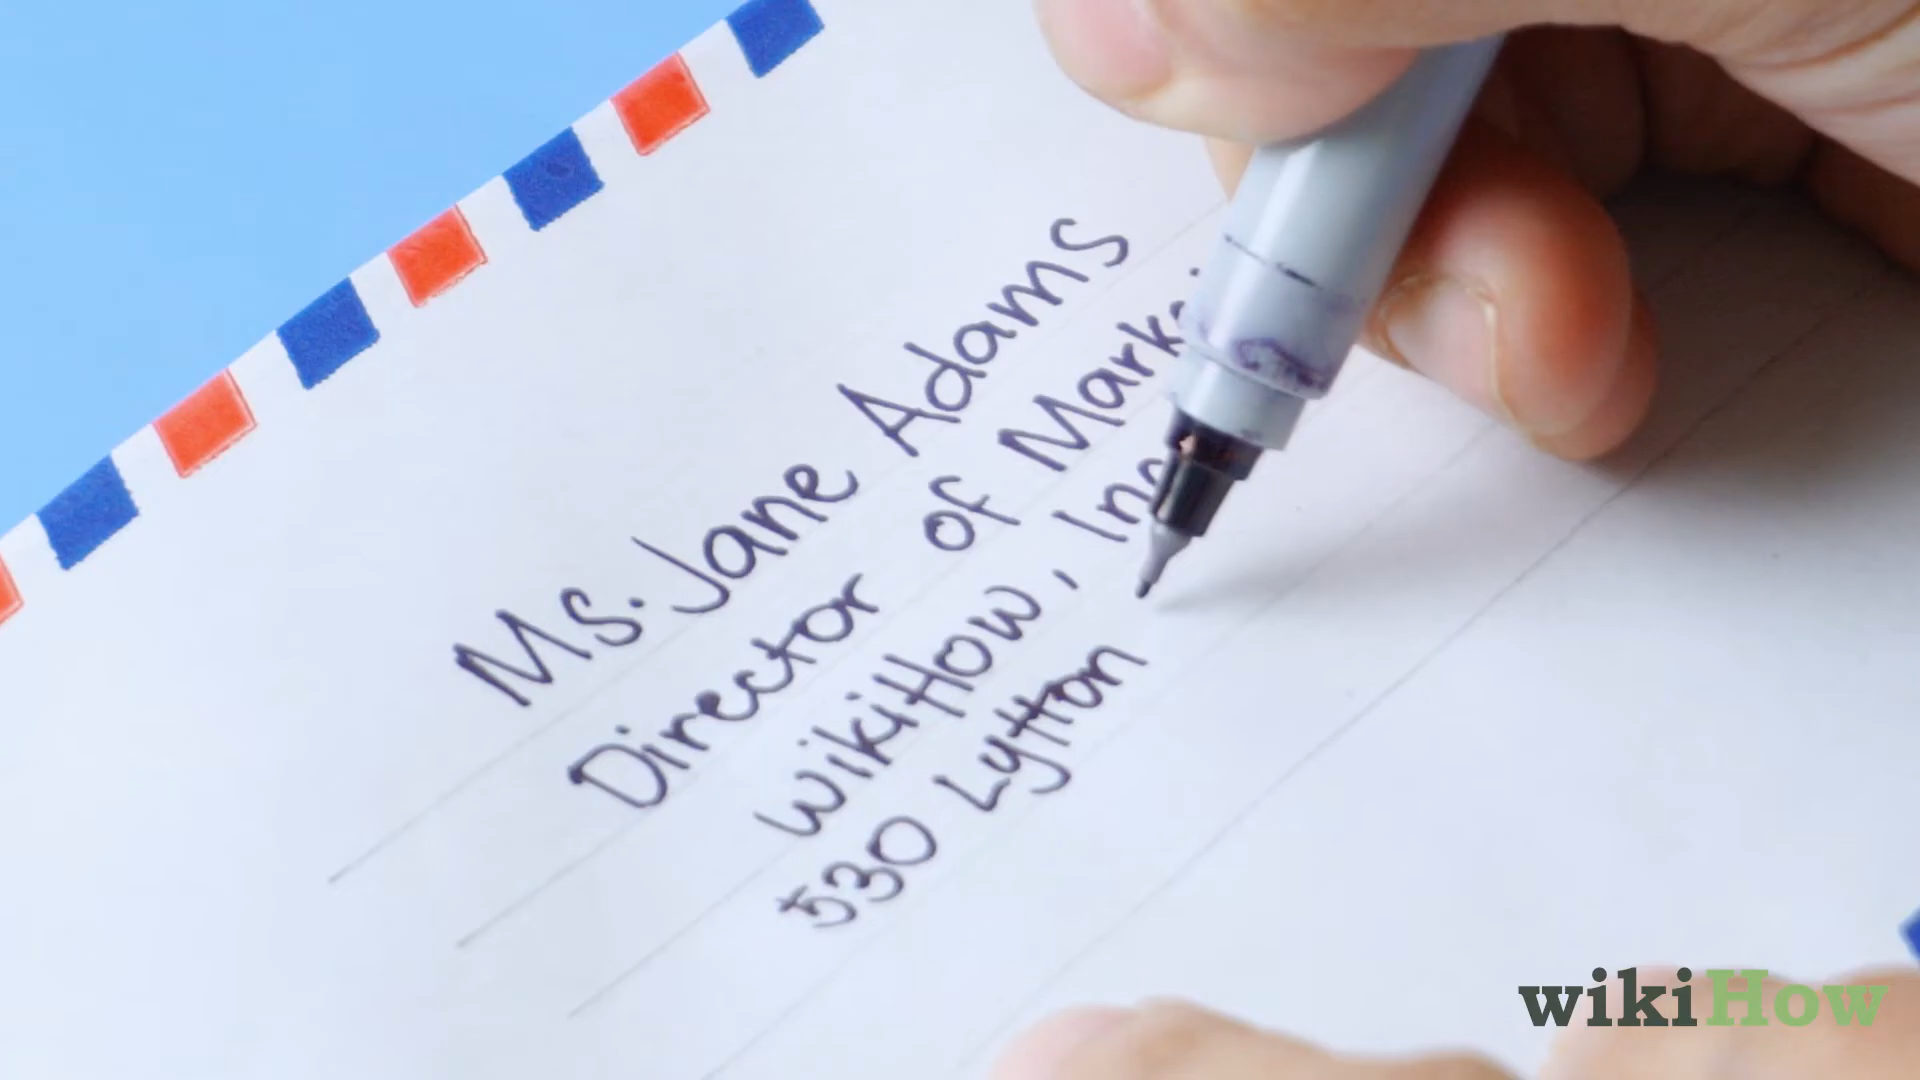 Ms. Jane Adams
Director of
WikiHow,
530 Lytton
wikiHow